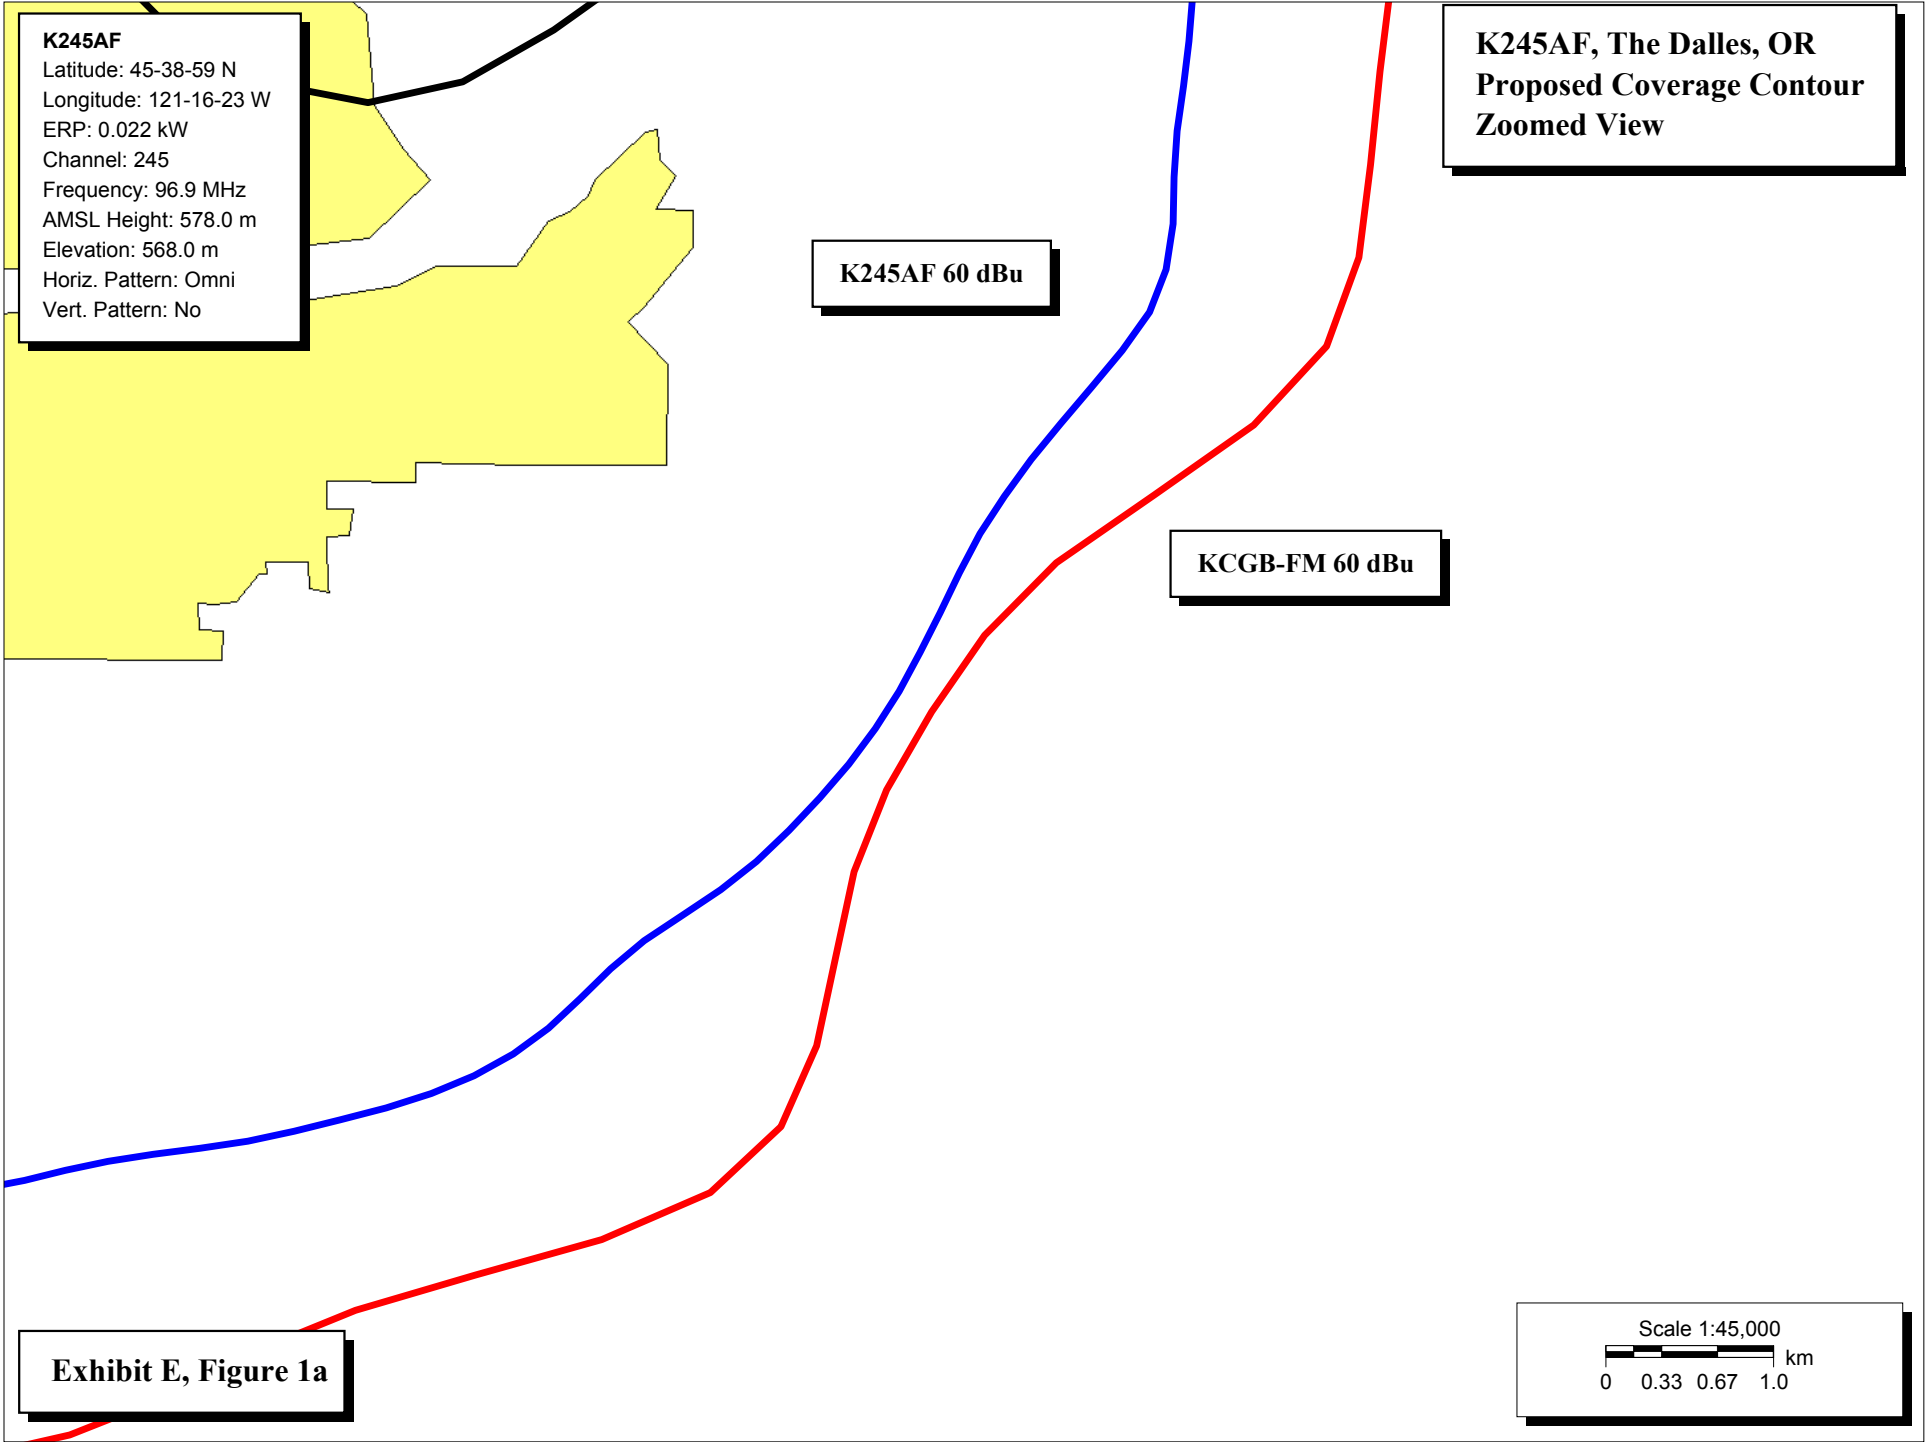 K245AF
Latitude: 45-38-59 N
Longitude: 121-16-23 W
ERP: 0.022 kW
Channel: 245
Frequency: 96.9 MHz
AMSL Height: 578.0 m
Elevation: 568.0 m
Horiz. Pattern: Omni
Vert. Pattern: No
K245AF, The Dalles, OR
Proposed Coverage Contour
Zoomed View
K245AF 60 dBu
KCGB-FM 60 dBu
Exhibit E, Figure 1a
Scale 1:45,000
km
0 0.33 0.67 1.0